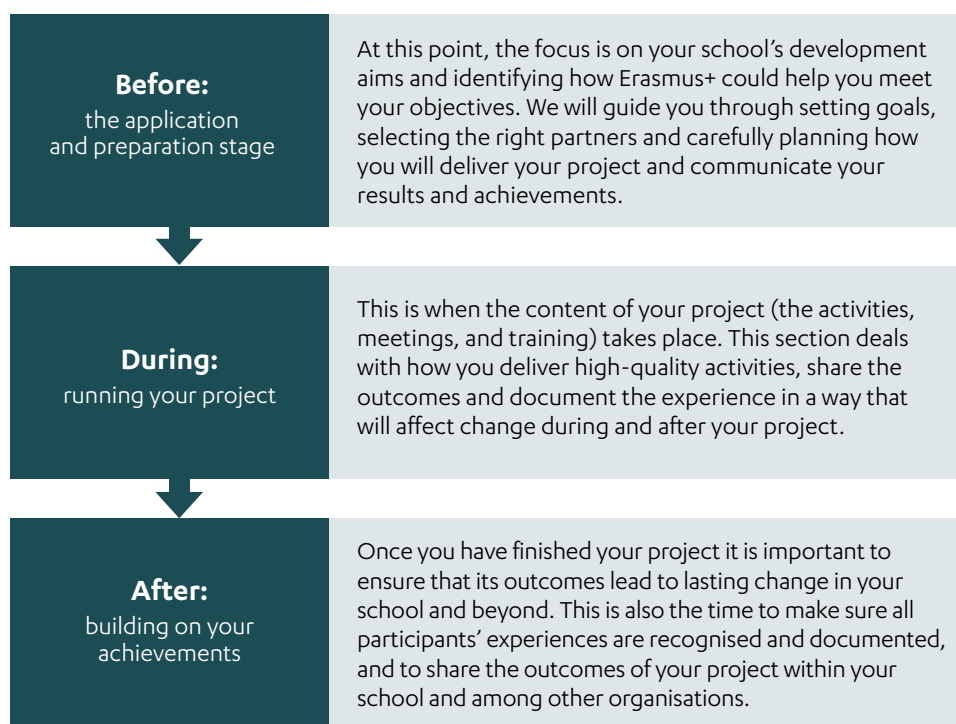 Before:
the application
and preparation stage
At this point, the focus is on your school’s development
aims and identifying how Erasmus+ could help you meet
your objectives. We will guide you through setting goals,
selecting the right partners and carefully planning how
you will deliver your project and communicate your
results and achievements.
During:
running your project
This is when the content of your project (the activities,
meetings, and training) takes place. This section deals
with how you deliver high-quality activities, share the
outcomes and document the experience in a way that
will affect change during and after your project.
After:
building on your
achievements
Once you have finished your project it is important to
ensure that its outcomes lead to lasting change in your
school and beyond. This is also the time to make sure all
participants’ experiences are recognised and documented,
and to share the outcomes of your project within your
school and among other organisations.